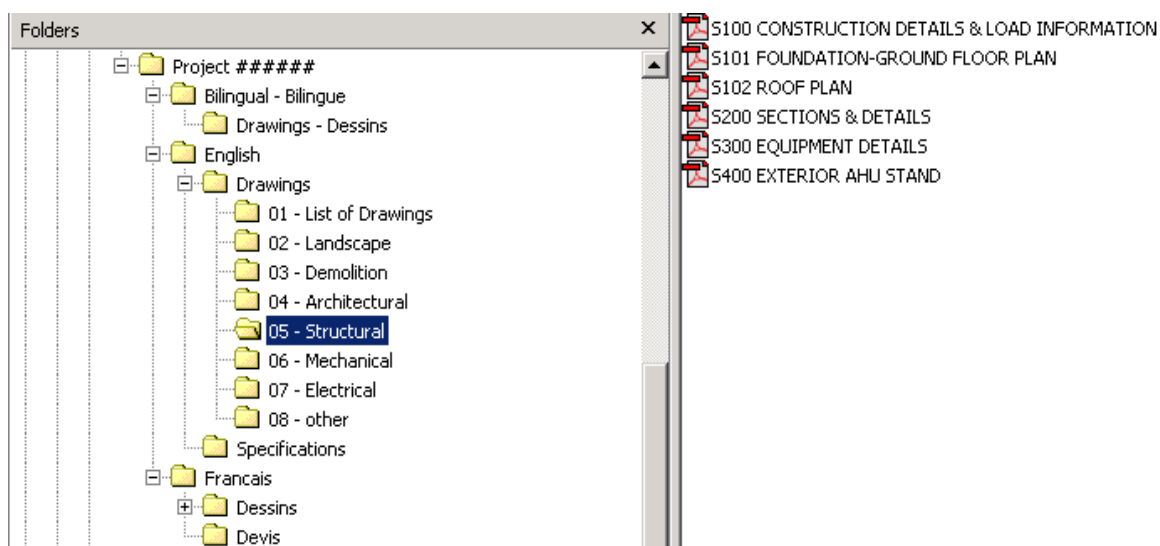 Folders
Project ######
Bilingual - Bilingue
Drawings - Dessins
English
Drawings
01 - List of Drawings
02 - Landscape
03 - Demolition
04 - Architectural
05 - Structural
06 - Mechanical
07 - Electrical
08 - other
Specifications
Francais
Dessins
Devis
S100 CONSTRUCTION DETAILS & LOAD INFORMATION
S101 FOUNDATION-GROUND FLOOR PLAN
S102 ROOF PLAN
S200 SECTIONS & DETAILS
S300 EQUIPMENT DETAILS
S400 EXTERIOR AHU STAND